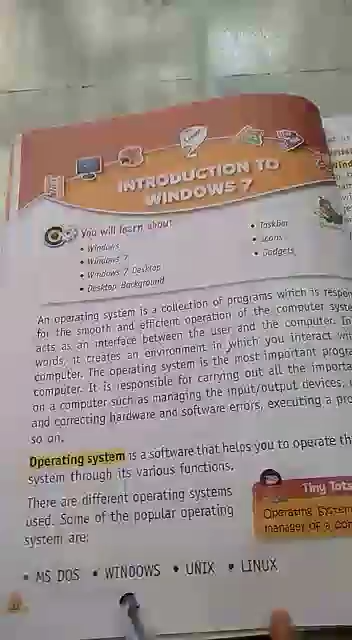 2
INTRODUCTION TO
WINDOWS 7
You will learn about
• Windows
• Windows 7
• Windows 7 Desktop
• Desktop Background
• Taskbar
• Icons
• Gadgets
An operating system is a collection of programs which is
for the smooth and efficient operation of the computer
acts as an interface between the user and the computer. In
words, it creates an environment in which you interact
computer. The operating system is the most important
computer. It is responsible for carrying out all the
on a computer such as managing the input/output devices,
and correcting hardware and software errors, executing a
so on.
Operating system is a software that helps you to operate
system through its various functions.
There are different operating systems
used. Some of the popular operating
system are:
Tiny
Operating
manager of a
• MS DOS • WINDOWS • UNIX • LINUX